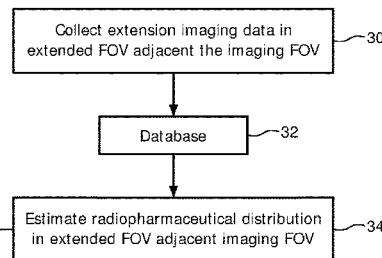 Collect extension imaging data in
extended FOV adjacent the imaging FOV
30
Database
32
Estimate radiopharmaceutical distribution
in extended FOV adjacent imaging FOV
34